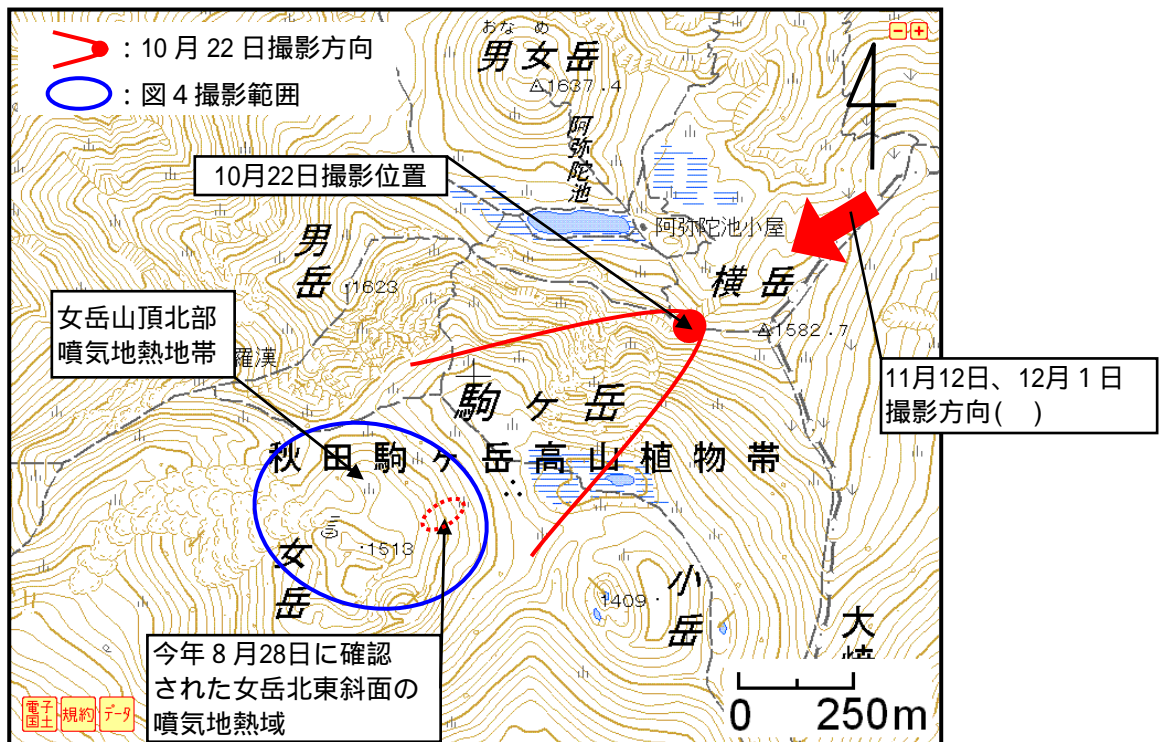 ：10月22日撮影方向
：図４撮影範囲
おなめ
男女岳
1637.4
阿弥陀池
10月22日撮影位置
阿弥陀池小屋
男岳
・1623
横岳
1582.7
女岳山頂北部
噴気地熱地帯
羅漢
11月12日、12月１日
撮影方向(　)
駒ヶ岳
秋田駒ヶ岳高山植物帯
女岳
・1513
小岳
1409・
大焼
今年８月28日に確認
された女岳北東斜面の
噴気地熱域
電子国土
規約
データ
0
250m